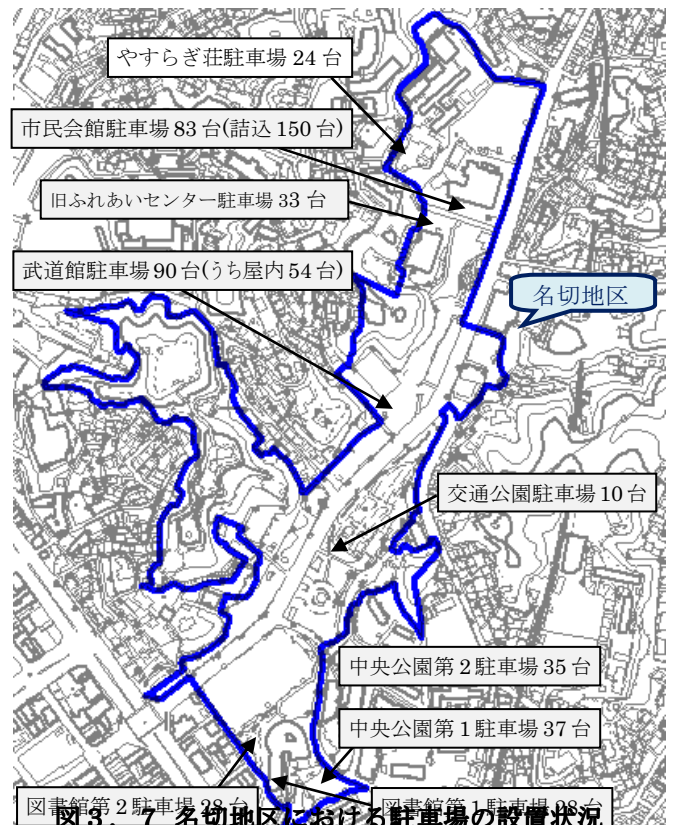 やすらぎ荘駐車場 24 台
市民会館駐車場 83 台(詰込 150 台)
旧ふれあいセンター駐車場 33 台
武道館駐車場 90 台(うち屋内 54 台)
名切地区
交通公園駐車場 10 台
中央公園第 2 駐車場 35 台
中央公園第 1 駐車場 37 台
図書館第 2 駐車場 28 台
図書館第 1 駐車場 28 台
図3.7 名切地区における駐車場の設置状況